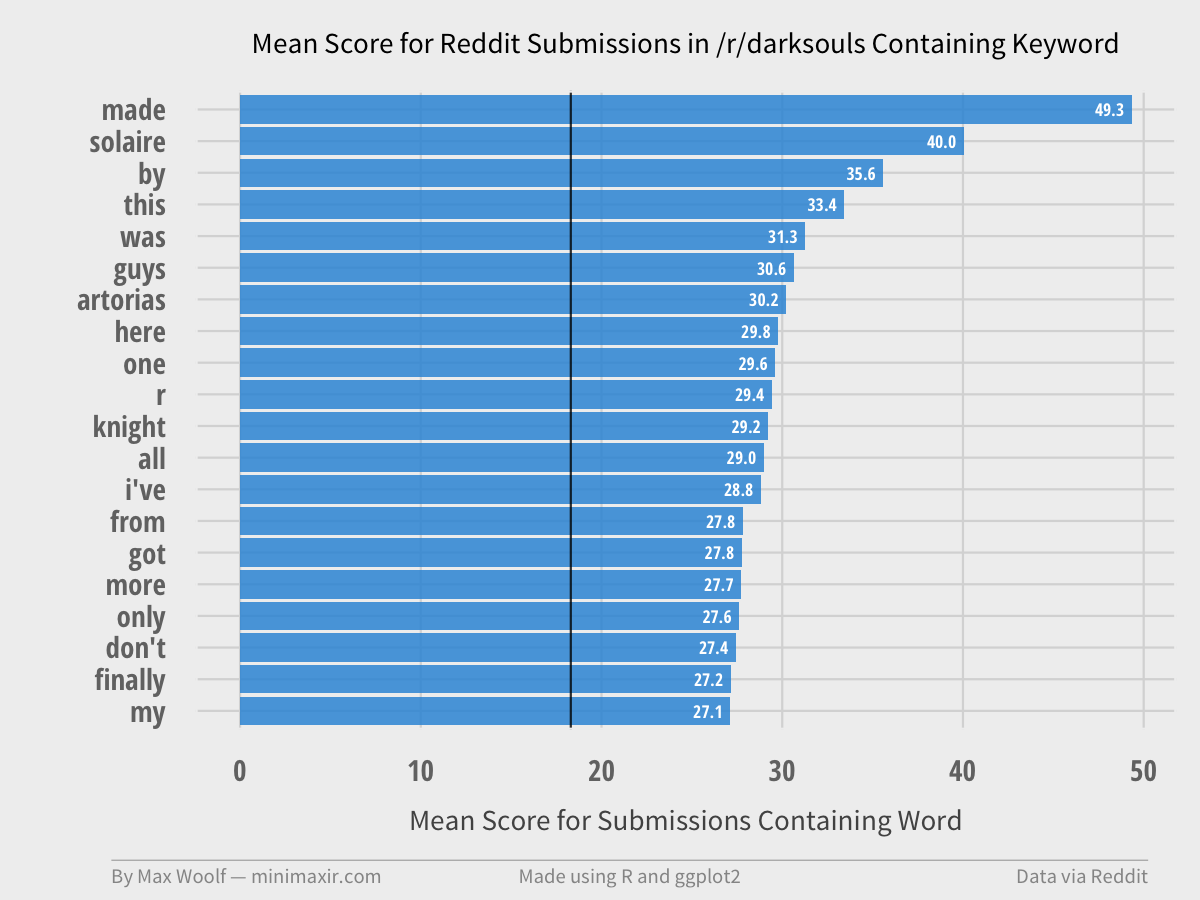 Mean Score for Reddit Submissions in /r/darksouls Containing Keyword
made 49.3
solaire 40.0
by 35.6
this 33.4
was 31.3
guys 30.6
artorias 30.2
here 29.8
one 29.6
r 29.4
knight 29.2
all 29.0
i've 28.8
from 27.8
got 27.8
more 27.7
only 27.6
don't 27.4
finally 27.2
my 27.1
0 10 20 30 40 50
Mean Score for Submissions Containing Word
By Max Woolf — minimaxir.com Made using R and ggplot2 Data via Reddit